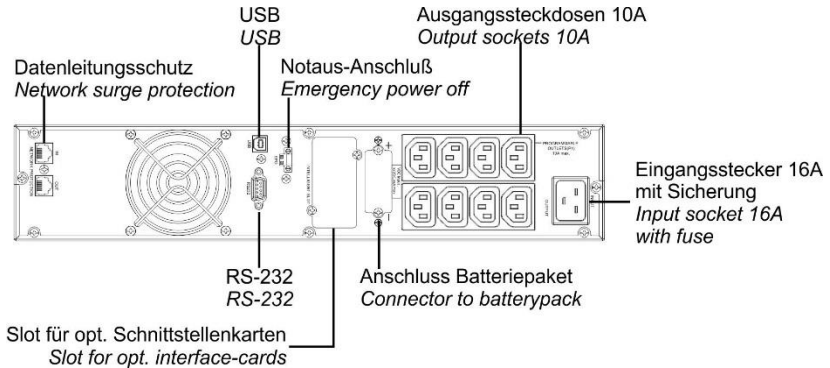 USB
USB
Ausgangssteckdosen 10A
Output sockets 10A
Datenleitungsschutz
Network surge protection
Notaus-Anschluß
Emergency power off
Eingangsstecker 16A
mit Sicherung
Input socket 16A
with fuse
RS-232
RS-232
Anschluss Batteriepaket
Connector to batterypack
Slot für opt. Schnittstellenkarten
Slot for opt. interface-cards